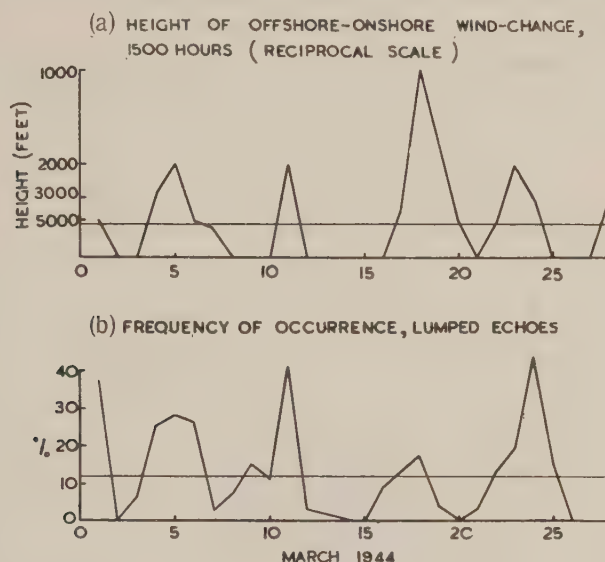 (a) HEIGHT OF OFFSHORE-ONSHORE WIND-CHANGE,
1500 HOURS (RECIPROCAL SCALE)
HEIGHT (FEET)
1000
2000
3000
5000
0 5 10 15 20 25
(b) FREQUENCY OF OCCURRENCE, LUMPED ECHOES
%
40
30
20
10
0
0 5 10 15 2C 25
MARCH 1944